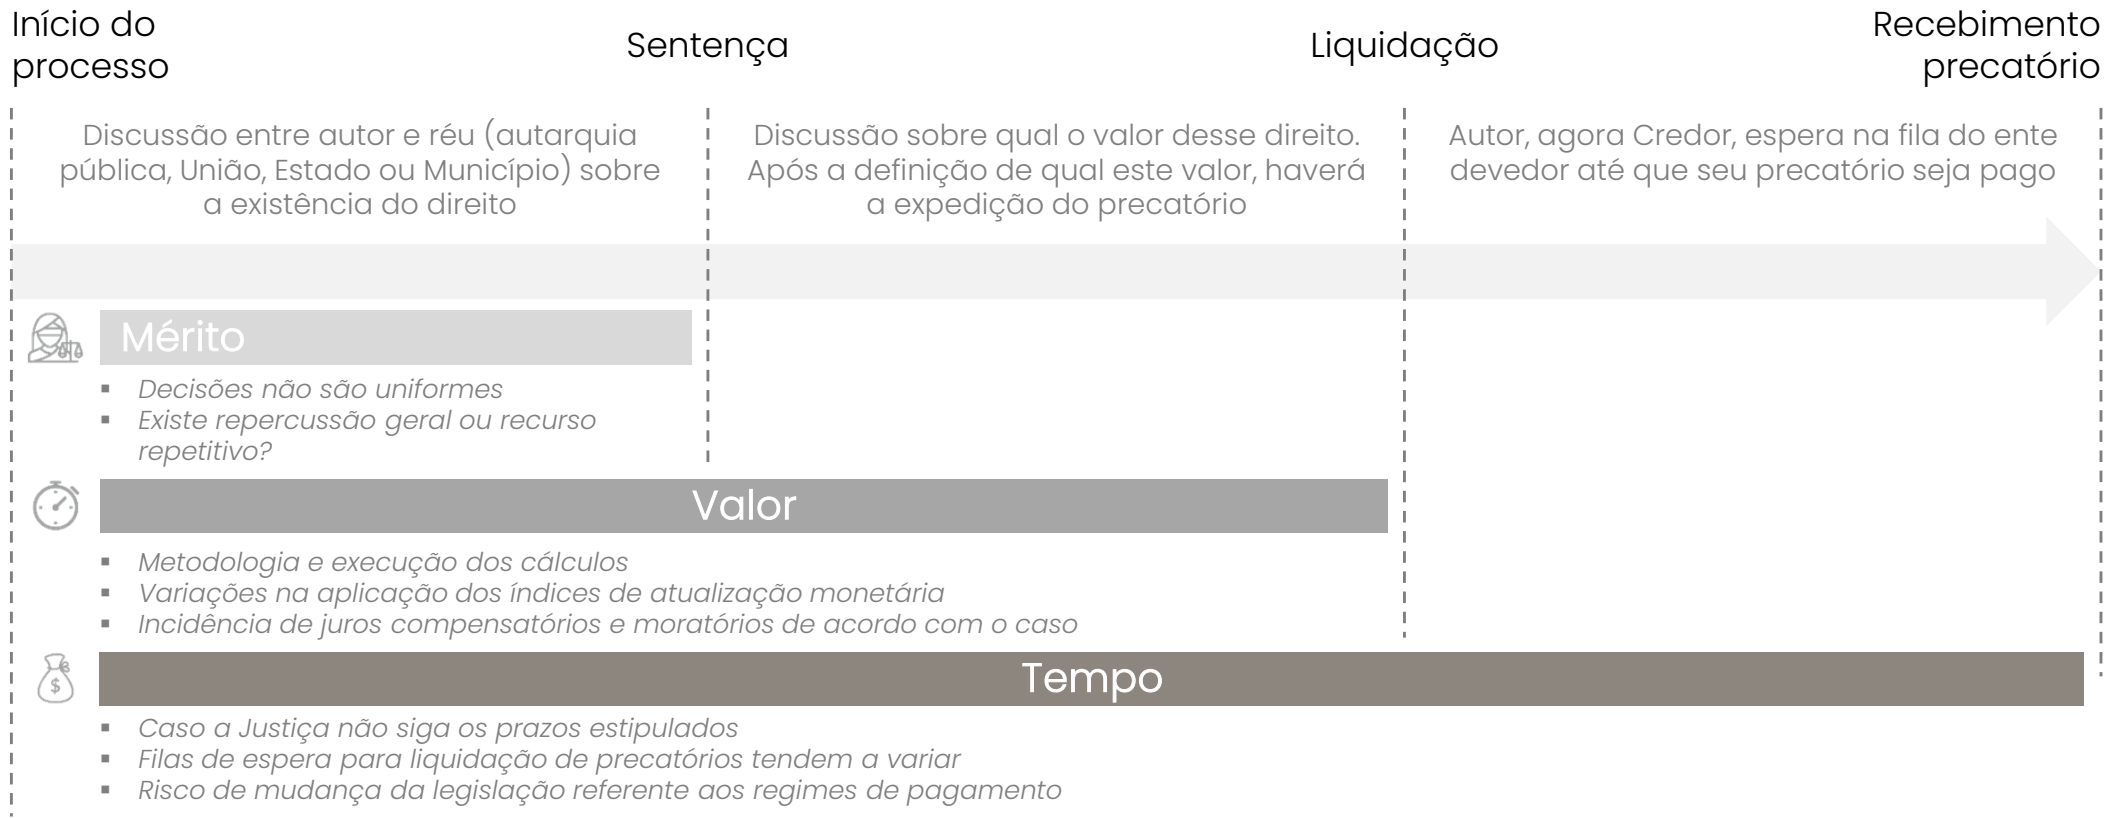 Início do
processo
Sentença
Liquidação
Recebimento
precatório
Discussão entre autor e réu (autarquia
pública, União, Estado ou Município) sobre
a existência do direito
Discussão sobre qual o valor desse direito.
Após a definição de qual este valor, haverá
a expedição do precatório
Autor, agora Credor, espera na fila do ente
devedor até que seu precatório seja pago
Mérito
▪ Decisões não são uniformes
▪ Existe repercussão geral ou recurso
repetitivo?
Valor
▪ Metodologia e execução dos cálculos
▪ Variações na aplicação dos índices de atualização monetária
▪ Incidência de juros compensatórios e moratórios de acordo com o caso
$
Tempo
▪ Caso a Justiça não siga os prazos estipulados
▪ Filas de espera para liquidação de precatórios tendem a variar
▪ Risco de mudança da legislação referente aos regimes de pagamento